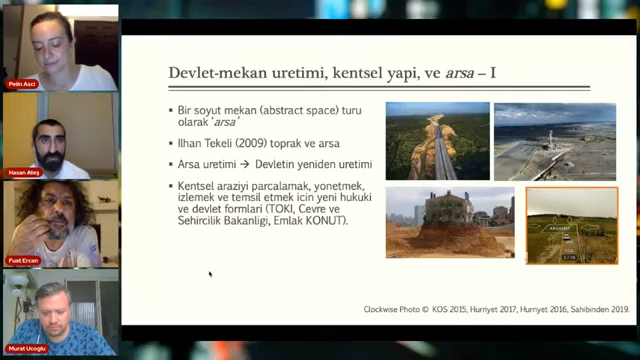 Pelin Asci
Hasan Ateş
Fuat Ercan
Murat Ucoglu
Devlet-mekan uretimi, kentsel yapi, ve arsa – I
Bir soyut mekan (abstract space) turu
olarak 'arsa'
Ilhan Tekeli (2009) toprak ve arsa
Arsa uretimi → Devletin yeniden uretimi
Kentsel araziyi parcalamak, yonetmek,
izlemek ve temsil etmek icin yeni hukuki
ve devlet formlari (TOKI, Cevre ve
Sehircilik Bakanligi, Emlak KONUT).
Clockwise Photo © KOS 2015, Hurriyet 2017, Hurriyet 2016, Sahibinden 2019.